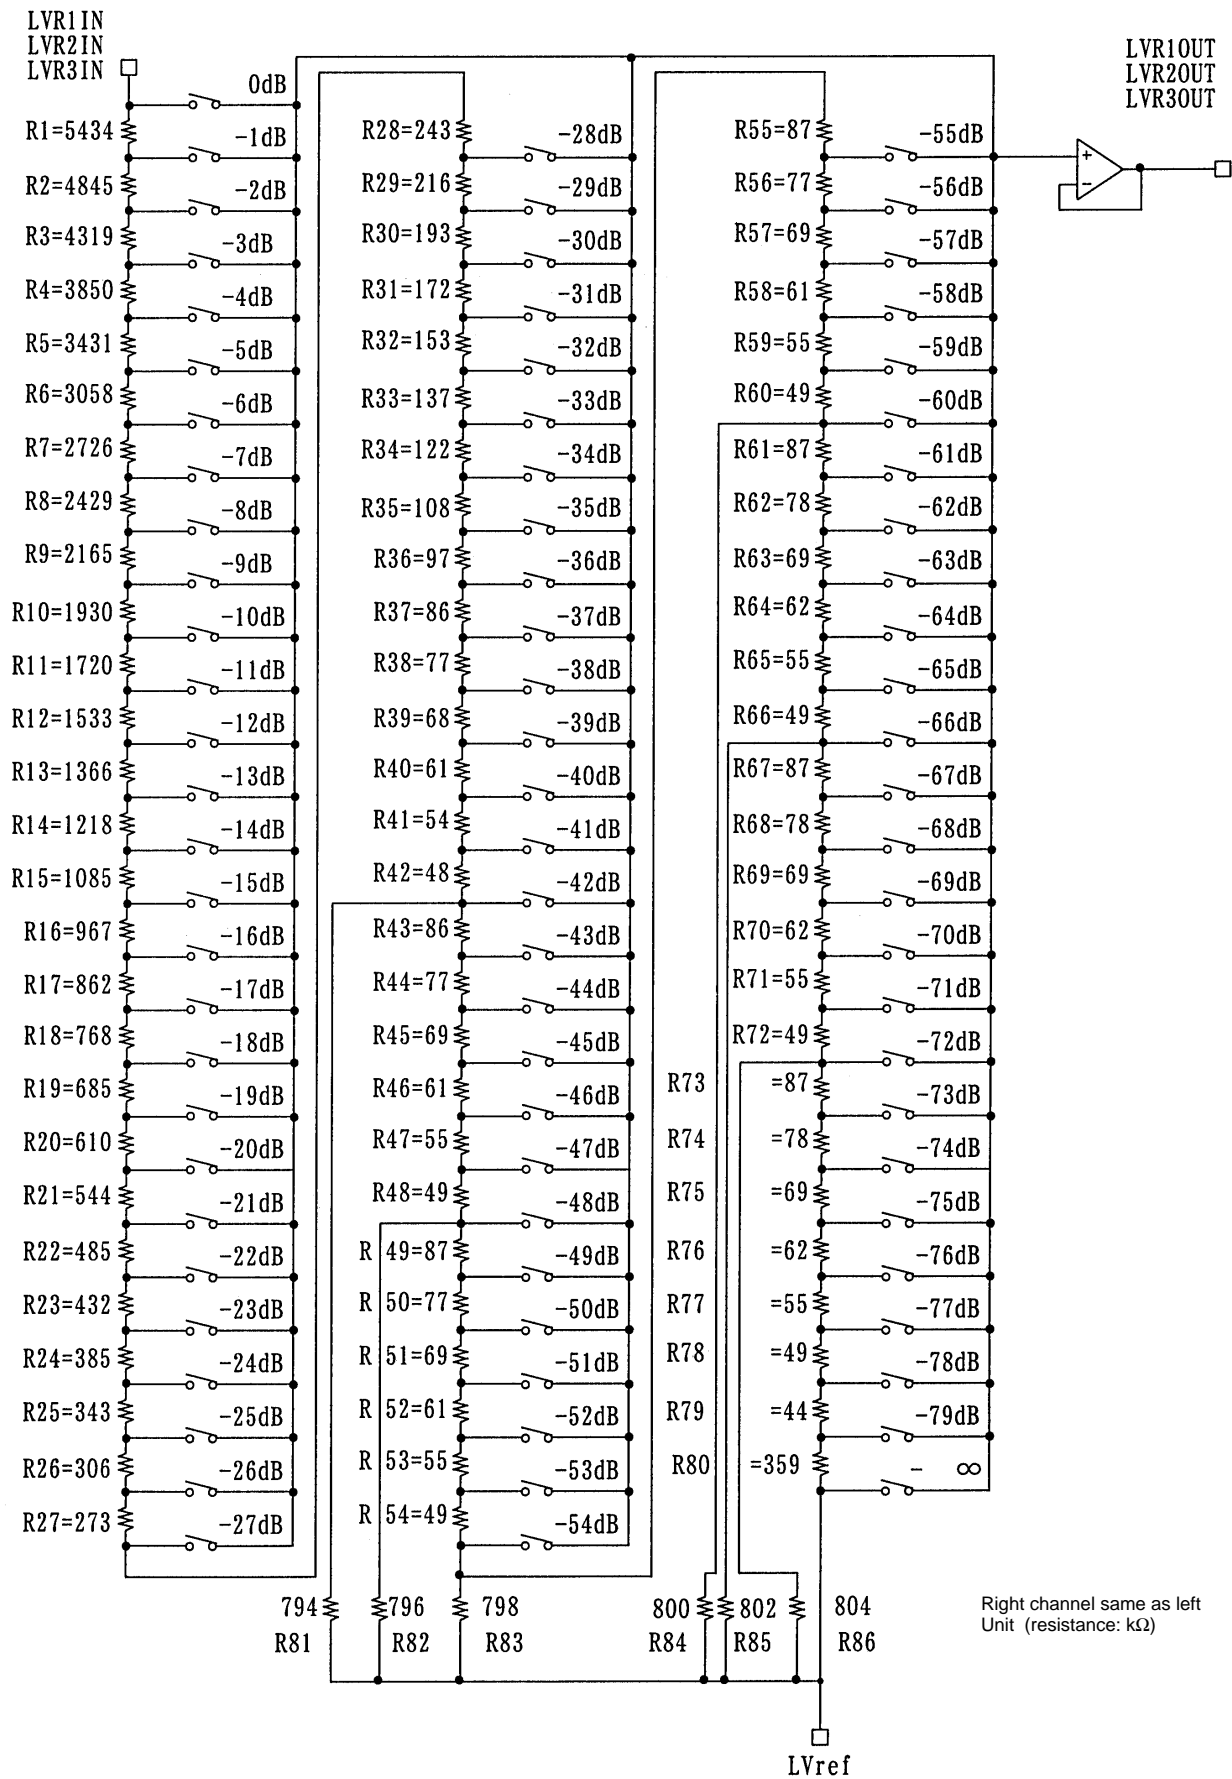 LVR1IN
LVR2IN
LVR3IN
0dB
R1=5434
-1dB
R2=4845
-2dB
R3=4319
-3dB
R4=3850
-4dB
R5=3431
-5dB
R6=3058
-6dB
R7=2726
-7dB
R8=2429
-8dB
R9=2165
-9dB
R10=1930
-10dB
R11=1720
-11dB
R12=1533
-12dB
R13=1366
-13dB
R14=1218
-14dB
R15=1085
-15dB
R16=967
-16dB
R17=862
-17dB
R18=768
-18dB
R19=685
-19dB
R20=610
-20dB
R21=544
-21dB
R22=485
-22dB
R23=432
-23dB
R24=385
-24dB
R25=343
-25dB
R26=306
-26dB
R27=273
-27dB
R28=243
-28dB
R29=216
-29dB
R30=193
-30dB
R31=172
-31dB
R32=153
-32dB
R33=137
-33dB
R34=122
-34dB
R35=108
-35dB
R36=97
-36dB
R37=86
-37dB
R38=77
-38dB
R39=68
-39dB
R40=61
-40dB
R41=54
-41dB
R42=48
-42dB
R43=86
-43dB
R44=77
-44dB
R45=69
-45dB
R46=61
-46dB
R47=55
-47dB
R48=49
-48dB
R 49=87
-49dB
R 50=77
-50dB
R 51=69
-51dB
R 52=61
-52dB
R 53=55
-53dB
R 54=49
-54dB
R55=87
-55dB
R56=77
-56dB
R57=69
-57dB
R58=61
-58dB
R59=55
-59dB
R60=49
-60dB
R61=87
-61dB
R62=78
-62dB
R63=69
-63dB
R64=62
-64dB
R65=55
-65dB
R66=49
-66dB
R67=87
-67dB
R68=78
-68dB
R69=69
-69dB
R70=62
-70dB
R71=55
-71dB
R72=49
-72dB
R73 =87
-73dB
R74 =78
-74dB
R75 =69
-75dB
R76 =62
-76dB
R77 =55
-77dB
R78 =49
-78dB
R79 =44
-79dB
R80 =359
- ∞
LVR1OUT
LVR2OUT
LVR3OUT
+
-
794 796 798 800 802 804
R81 R82 R83 R84 R85 R86
Right channel same as left
Unit (resistance: kΩ)
LVref